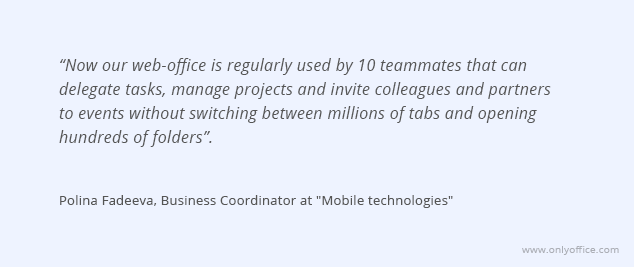 “Now our web-office is regularly used by 10 teammates that can
delegate tasks, manage projects and invite colleagues and partners
to events without switching between millions of tabs and opening
hundreds of folders”.
Polina Fadeeva, Business Coordinator at "Mobile technologies"
www.onlyoffice.com